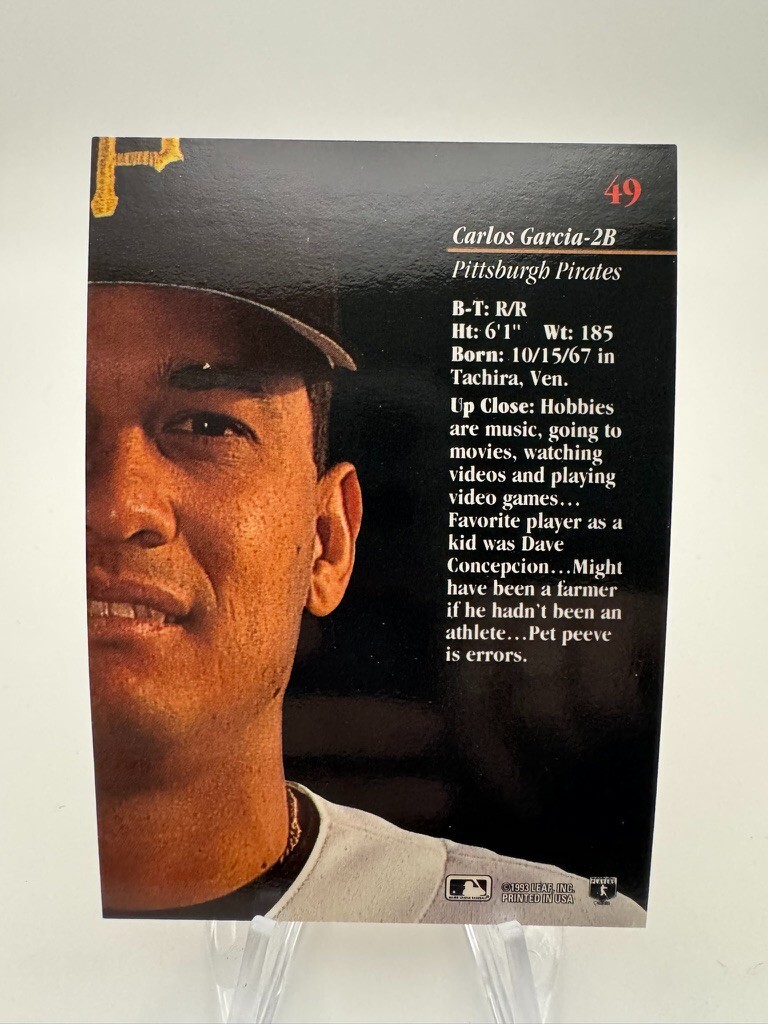 P
49
Carlos Garcia-2B
Pittsburgh Pirates
B-T: R/R
Ht: 6'1" Wt: 185
Born: 10/15/67 in
Tachira, Ven.
Up Close: Hobbies
are music, going to
movies, watching
videos and playing
video games...
Favorite player as a
kid was Dave
Concepcion...Might
have been a farmer
if he hadn't been an
athlete...Pet peeve
is errors.
©1993 LEAF, INC.
PRINTED IN USA
PLAYERS